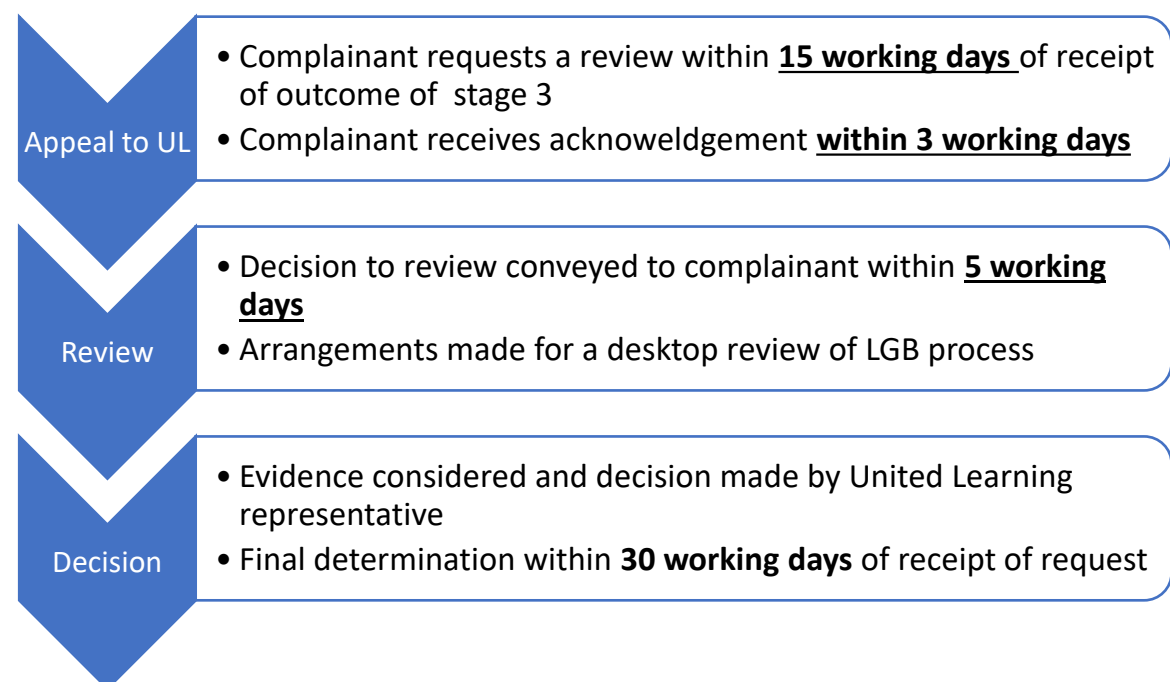 Appeal to UL
• Complainant requests a review within 15 working days of receipt
of outcome of stage 3
• Complainant receives acknoweldgement within 3 working days
Review
• Decision to review conveyed to complainant within 5 working
days
• Arrangements made for a desktop review of LGB process
Decision
• Evidence considered and decision made by United Learning
representative
• Final determination within 30 working days of receipt of request